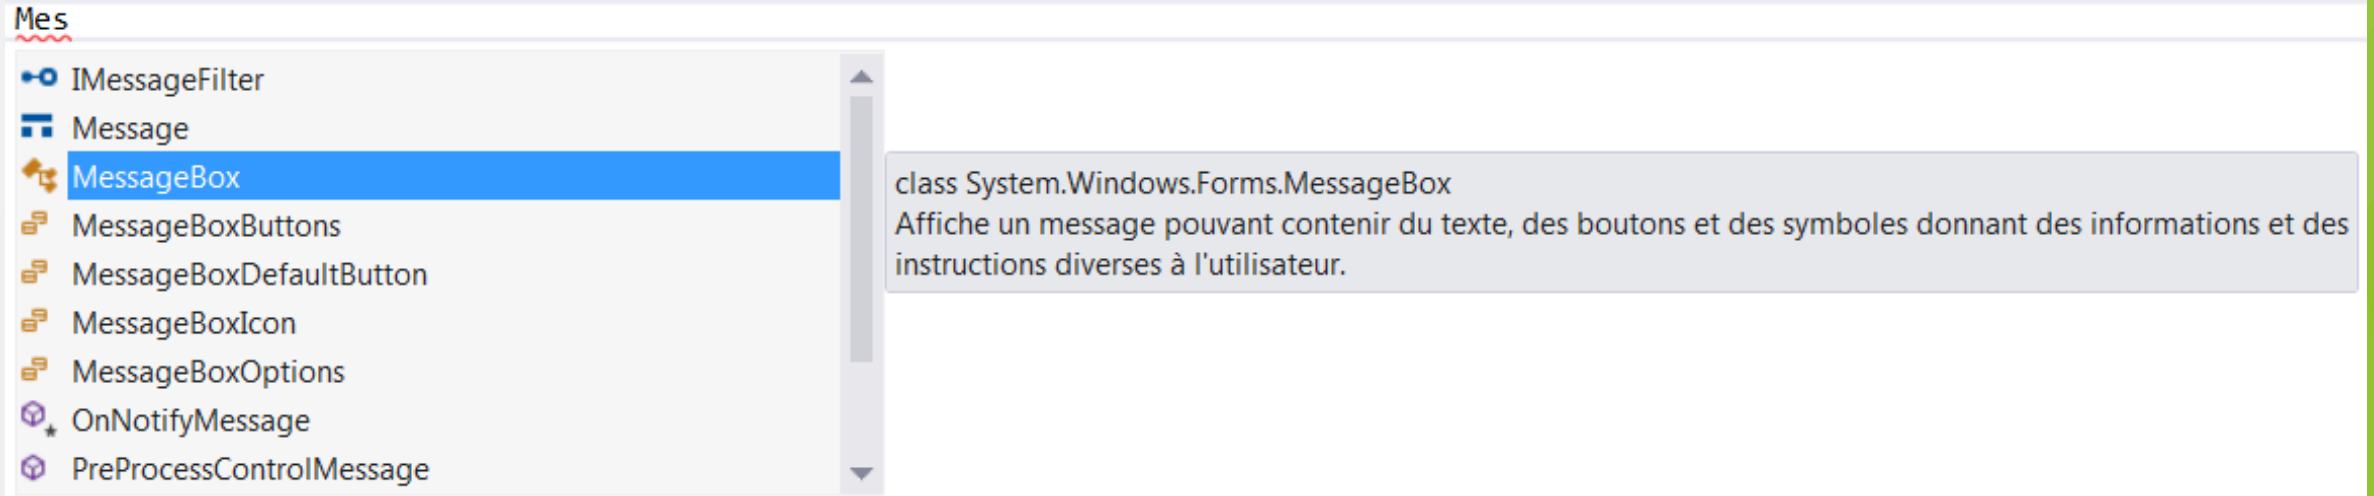 Mes
IMessageFilter
Message
MessageBox
MessageBoxButtons
MessageBoxDefaultButton
MessageBoxIcon
MessageBoxOptions
OnNotifyMessage
PreProcessControlMessage
class System.Windows.Forms.MessageBox
Affiche un message pouvant contenir du texte, des boutons et des symboles donnant des informations et des
instructions diverses à l'utilisateur.